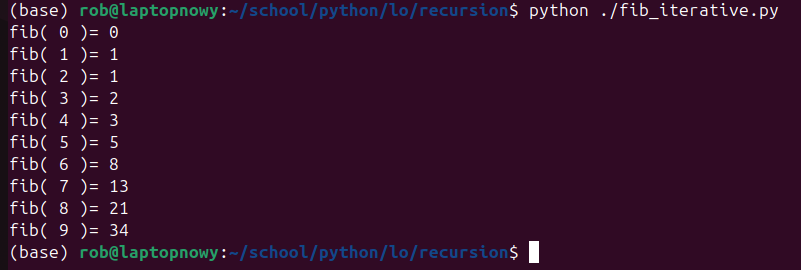 (base) rob@laptopnowy:~/school/python/lo/recursion$ python ./fib_iterative.py
fib( 0 )= 0
fib( 1 )= 1
fib( 2 )= 1
fib( 3 )= 2
fib( 4 )= 3
fib( 5 )= 5
fib( 6 )= 8
fib( 7 )= 13
fib( 8 )= 21
fib( 9 )= 34
(base) rob@laptopnowy:~/school/python/lo/recursion$